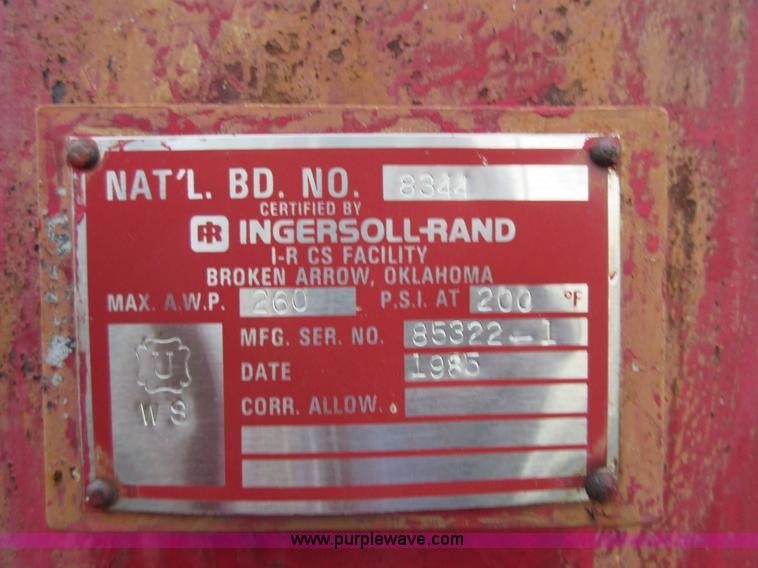 NAT'L. BD. NO. 8344
CERTIFIED BY
IR INGERSOLL-RAND
I-R CS FACILITY
BROKEN ARROW, OKLAHOMA
MAX. A.W.P. 260 P.S.I. AT 200 °F
MFG. SER. NO. 85322-1
DATE 1985
CORR. ALLOW.
U
W S
www.purplewave.com